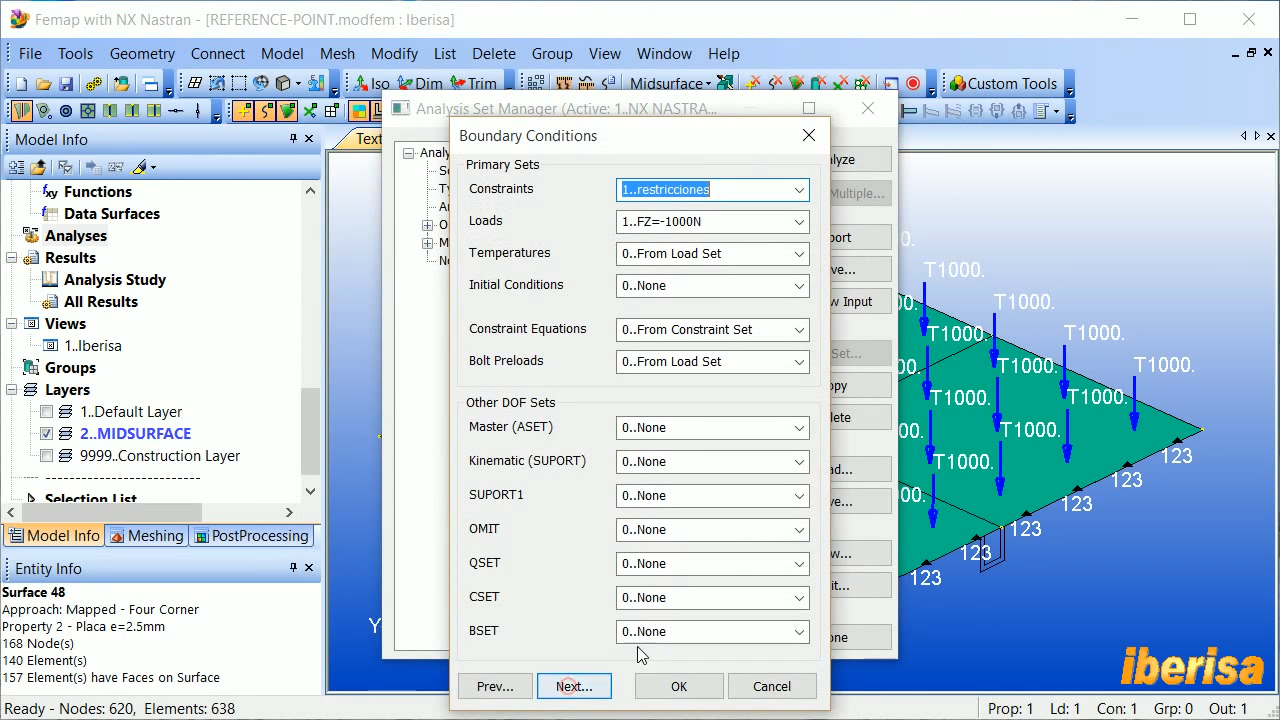 Femap with NX Nastran - [REFERENCE-POINT.modfem : Iberisa]
File Tools Geometry Connect Model Mesh Modify List Delete Group View Window Help
Iso Dim Trim Midsurface Custom Tools
Model Info
Functions
Data Surfaces
Analyses
Results
Analysis Study
All Results
Views
1..Iberisa
Groups
Layers
1..Default Layer
2..MIDSURFACE
9999..Construction Layer
Selection List
Model Info Meshing PostProcessing
Entity Info
Surface 48
Approach: Mapped - Four Corner
Property 2 - Placa e=2.5mm
168 Node(s)
140 Element(s)
157 Element(s) have Faces on Surface
Ready - Nodes: 620, Elements: 638
Prop: 1 Ld: 1 Con: 1 Grp: 0 Out: 1
Analysis Set Manager (Active: 1..NX NASTRA...
Boundary Conditions
Primary Sets
Constraints 1..restricciones
Loads 1..FZ=-1000N
Temperatures 0..From Load Set
Initial Conditions 0..None
Constraint Equations 0..From Constraint Set
Bolt Preloads 0..From Load Set
Other DOF Sets
Master (ASET) 0..None
Kinematic (SUPORT) 0..None
SUPORT1 0..None
OMIT 0..None
QSET 0..None
CSET 0..None
BSET 0..None
Prev... Next... OK Cancel
T1000.
T1000.
T1000.
T1000.
T1000.
T1000.
T1000.
T1000.
T1000.
T1000.
123
123
123
123
123
123
Y
iberisa